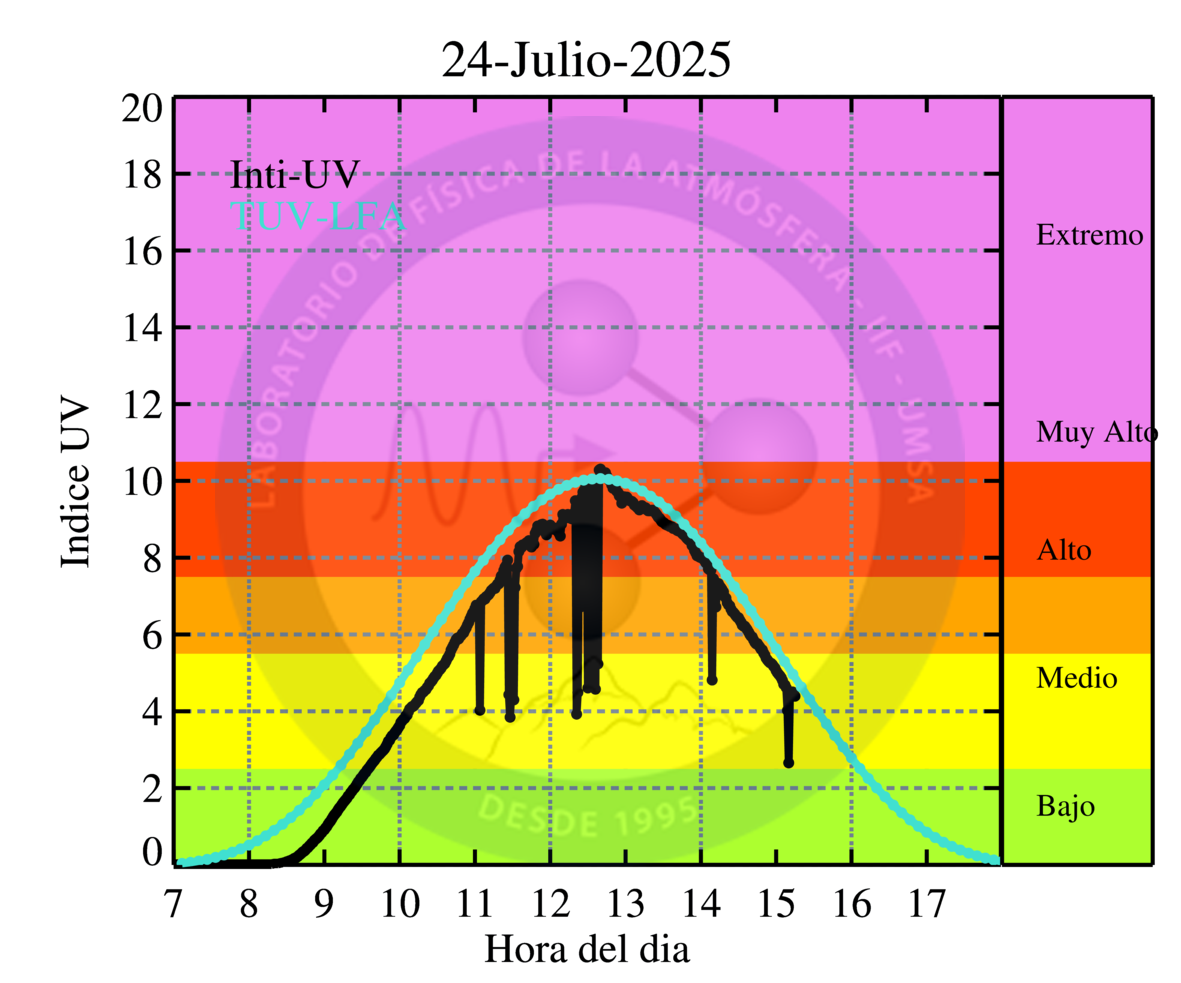 24-Julio-2025
20
18
16
14
12
10
8
6
4
2
0
Indice UV
Inti-UV
TUV-LFA
LABORATORIO DE FÍSICA DE LA ATMÓSFERA - IIF - UMSA
DESDE 1995
Extremo
Muy Alto
Alto
Medio
Bajo
7 8 9 10 11 12 13 14 15 16 17
Hora del dia